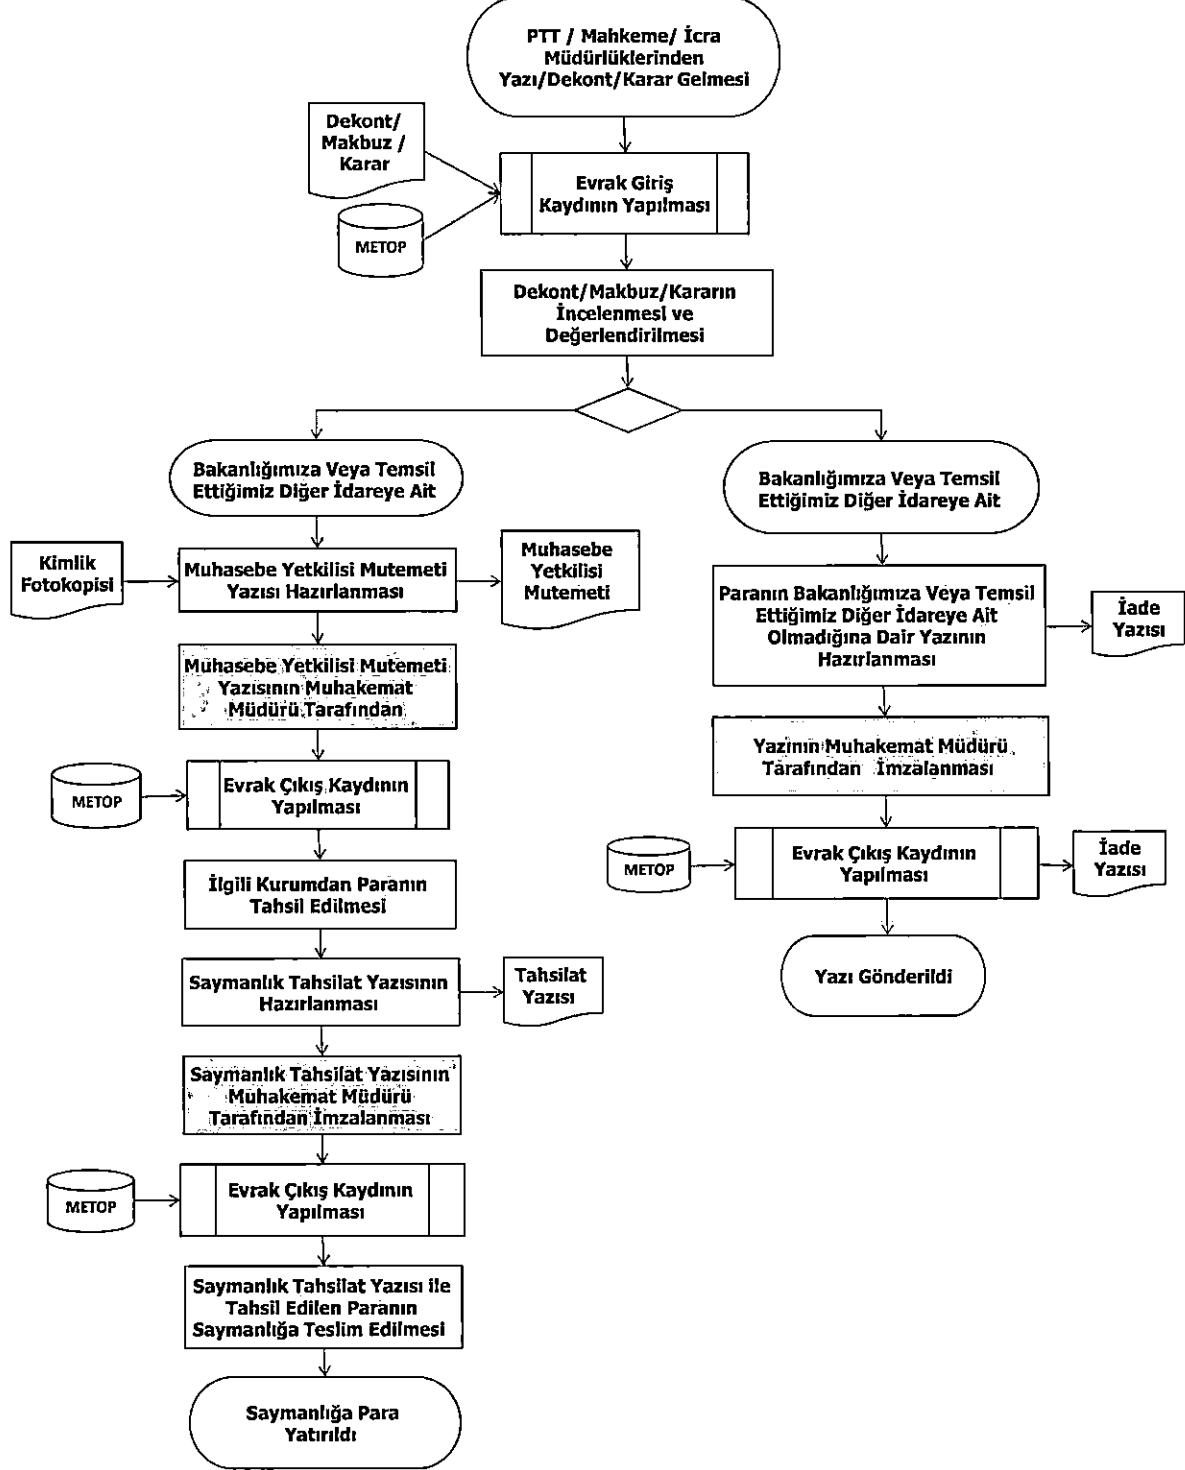 PTT / Mahkeme/ İcra
Müdürlüklerinden
Yazı/Dekont/Karar Gelmesi
Dekont/
Makbuz /
Karar
METOP
Evrak Giriş
Kaydının Yapılması
Dekont/Makbuz/Kararın
İncelenmesi ve
Değerlendirilmesi
Bakanlığımıza Veya Temsil
Ettiğimiz Diğer İdareye Ait
Kimlik
Fotokopisi
Muhasebe Yetkilisi Mutemeti
Yazısı Hazırlanması
Muhasebe
Yetkilisi
Mutemeti
Muhasebe Yetkilisi Mutemeti
Yazısının Muhakemat
Müdürü Tarafından
METOP
Evrak Çıkış Kaydının
Yapılması
İlgili Kurumdan Paranın
Tahsil Edilmesi
Saymanlık Tahsilat Yazısının
Hazırlanması
Tahsilat
Yazısı
Saymanlık Tahsilat Yazısının
Muhakemat Müdürü
Tarafından İmzalanması
METOP
Evrak Çıkış Kaydının
Yapılması
Saymanlık Tahsilat Yazısı ile
Tahsil Edilen Paranın
Saymanlığa Teslim Edilmesi
Saymanlığa Para
Yatırıldı
Bakanlığımıza Veya Temsil
Ettiğimiz Diğer İdareye Ait
Paranın Bakanlığımıza Veya Temsil
Ettiğimiz Diğer İdareye Ait
Olmadığına Dair Yazının
Hazırlanması
İade
Yazısı
Yazının Muhakemat Müdürü
Tarafından İmzalanması
METOP
Evrak Çıkış Kaydının
Yapılması
İade
Yazısı
Yazı Gönderildi